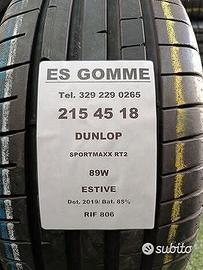 ES GOMME
Tel. 329 229 0265
215 45 18
DUNLOP
SPORTMAXX RT2
89W
ESTIVE
Dot. 2019/ Bat. 85%
RIF 806
subito